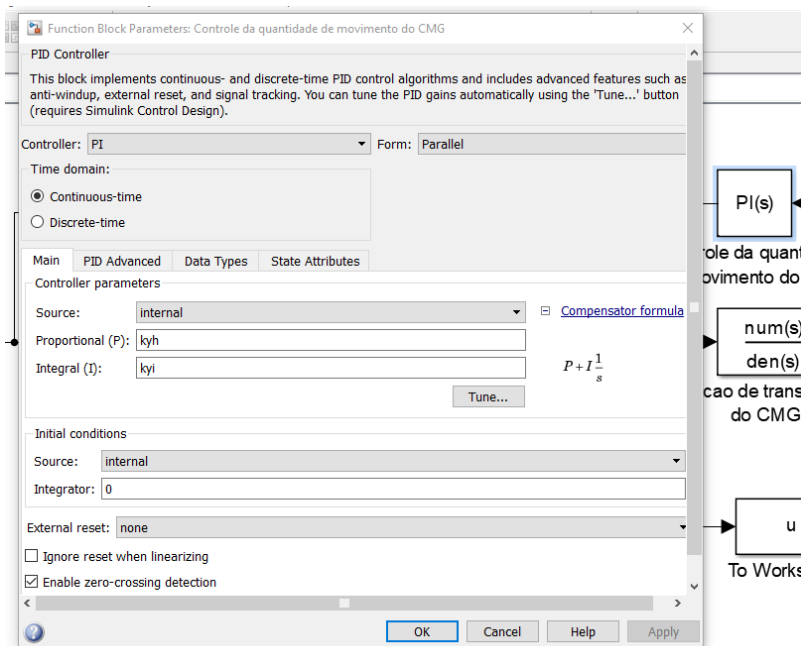 Function Block Parameters: Controle da quantidade de movimento do CMG
PID Controller
This block implements continuous- and discrete-time PID control algorithms and includes advanced features such as
anti-windup, external reset, and signal tracking. You can tune the PID gains automatically using the 'Tune...' button
(requires Simulink Control Design).
Controller: PI Form: Parallel
Time domain:
Continuous-time
Discrete-time
Main PID Advanced Data Types State Attributes
Controller parameters
Source: internal Compensator formula
Proportional (P): kyh
Integral (I): kyi
P+I 1/s
Tune...
Initial conditions
Source: internal
Integrator: 0
External reset: none
Ignore reset when linearizing
Enable zero-crossing detection
OK Cancel Help Apply
PI(s)
role da quant
ovimento do
num(s)
den(s)
cao de trans
do CMG
u
To Works